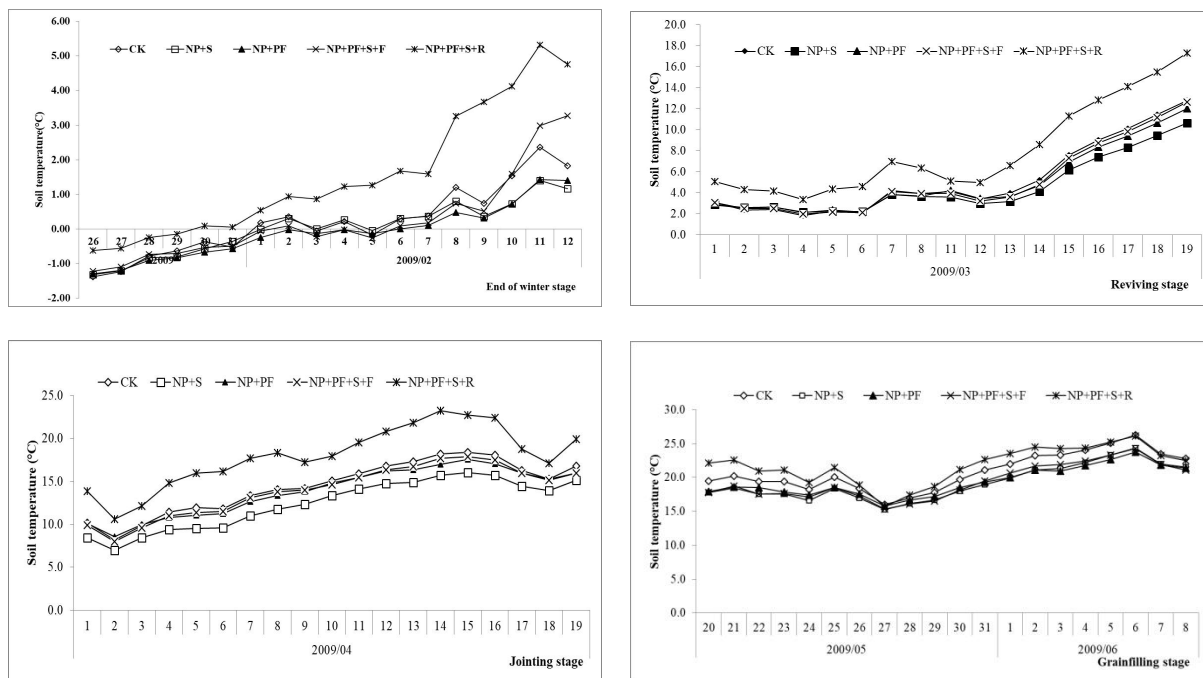 6.00
5.00
4.00
3.00
2.00
1.00
0.00
-1.00
-2.00
Soil temperature(°C)
CK NP+S NP+PF NP+PF+S+F NP+PF+S+R
26 27 28 29 30 1 2 3 4 5 6 7 8 9 10 11 12
2009 2009/02
End of winter stage
20.0
18.0
16.0
14.0
12.0
10.0
8.0
6.0
4.0
2.0
0.0
Soil temperature (°C)
CK NP+S NP+PF NP+PF+S+F NP+PF+S+R
1 2 3 4 5 6 7 8 11 12 13 14 15 16 17 18 19
2009/03
Reviving stage
25.0
20.0
15.0
10.0
5.0
0.0
Soil temperature (°C)
CK NP+S NP+PF NP+PF+S+F NP+PF+S+R
1 2 3 4 5 6 7 8 9 10 11 12 13 14 15 16 17 18 19
2009/04
Jointing stage
30.0
25.0
20.0
15.0
10.0
5.0
0.0
Soil temperature (°C)
CK NP+S NP+PF NP+PF+S+F NP+PF+S+R
20 21 22 23 24 25 26 27 28 29 30 31 1 2 3 4 5 6 7 8
2009/05 2009/06
Grainfilling stage